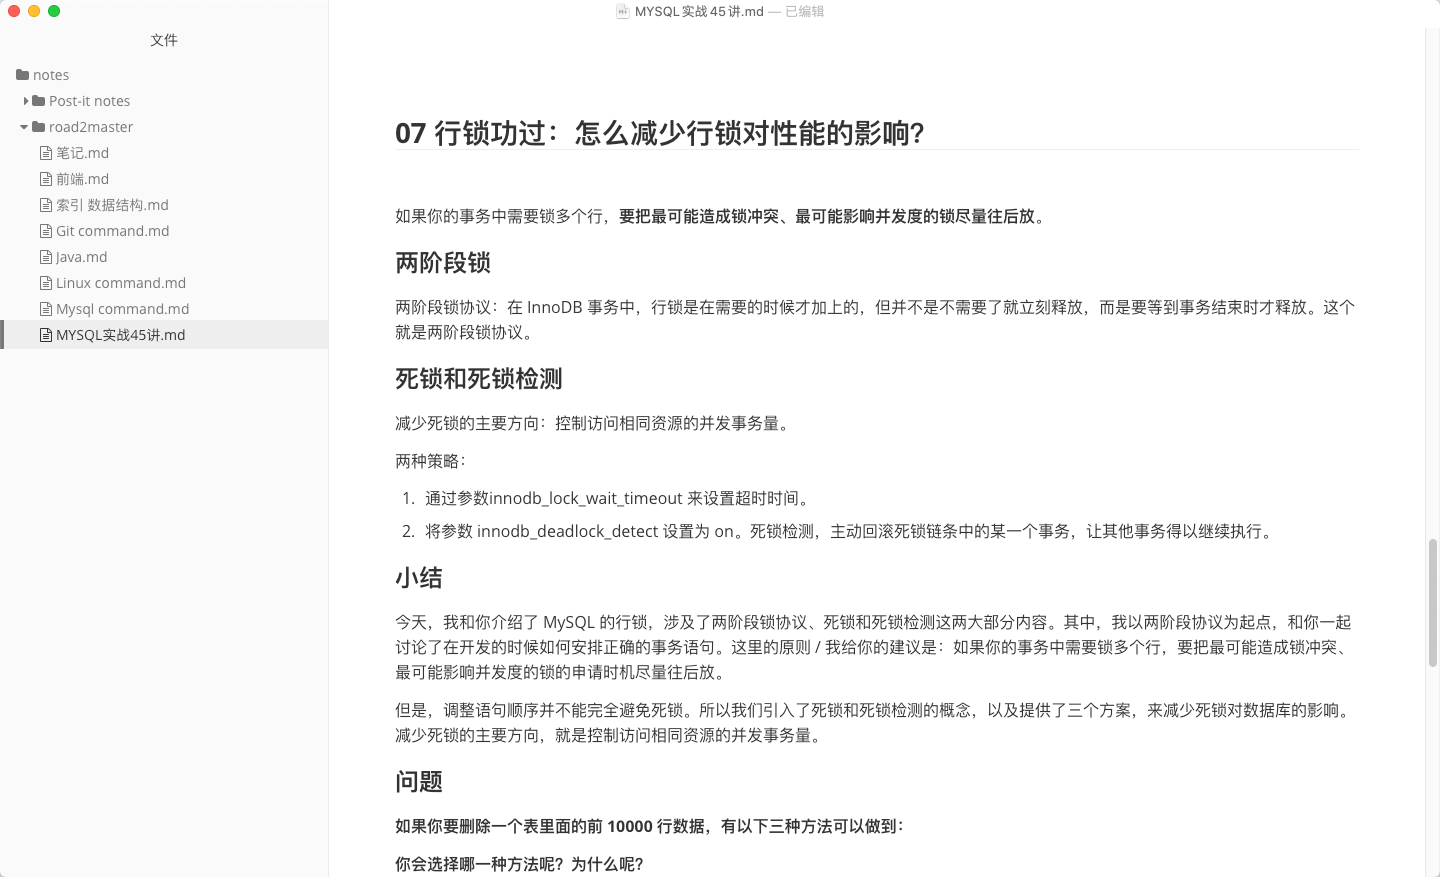 MYSQL实战45讲.md — 已编辑
文件
notes
Post-it notes
road2master
笔记.md
前端.md
索引 数据结构.md
Git command.md
Java.md
Linux command.md
Mysql command.md
MYSQL实战45讲.md
07 行锁功过：怎么减少行锁对性能的影响？
如果你的事务中需要锁多个行，要把最可能造成锁冲突、最可能影响并发度的锁尽量往后放。
两阶段锁
两阶段锁协议：在 InnoDB 事务中，行锁是在需要的时候才加上的，但并不是不需要了就立刻释放，而是要等到事务结束时才释放。这个
就是两阶段锁协议。
死锁和死锁检测
减少死锁的主要方向：控制访问相同资源的并发事务量。
两种策略：
1. 通过参数innodb_lock_wait_timeout 来设置超时时间。
2. 将参数 innodb_deadlock_detect 设置为 on。死锁检测，主动回滚死锁链条中的某一个事务，让其他事务得以继续执行。
小结
今天，我和你介绍了 MySQL 的行锁，涉及了两阶段锁协议、死锁和死锁检测这两大部分内容。其中，我以两阶段协议为起点，和你一起
讨论了在开发的时候如何安排正确的事务语句。这里的原则 / 我给你的建议是：如果你的事务中需要锁多个行，要把最可能造成锁冲突、
最可能影响并发度的锁的申请时机尽量往后放。
但是，调整语句顺序并不能完全避免死锁。所以我们引入了死锁和死锁检测的概念，以及提供了三个方案，来减少死锁对数据库的影响。
减少死锁的主要方向，就是控制访问相同资源的并发事务量。
问题
如果你要删除一个表里面的前 10000 行数据，有以下三种方法可以做到：
你会选择哪一种方法呢？为什么呢？